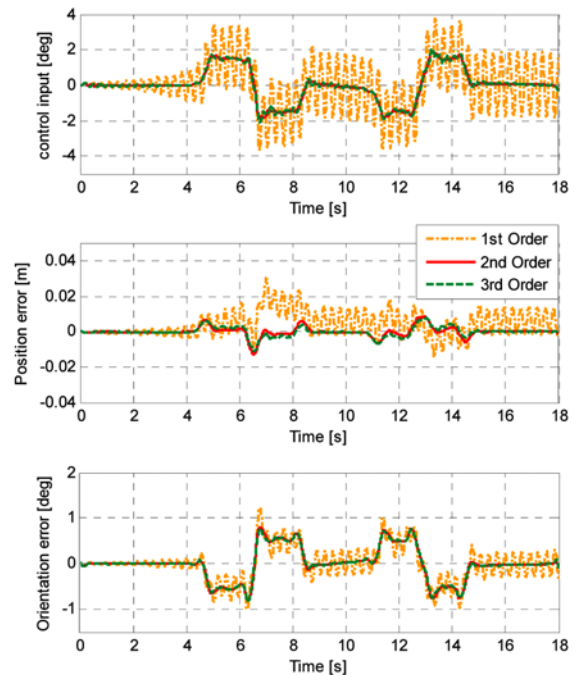 control input [deg]
4
2
0
-2
-4
0 2 4 6 8 10 12 14 16 18
Time [s]
Position error [m]
0.04
0.02
0
-0.02
-0.04
1st Order
2nd Order
3rd Order
0 2 4 6 8 10 12 14 16 18
Time [s]
Orientation error [deg]
2
1
0
-1
0 2 4 6 8 10 12 14 16 18
Time [s]